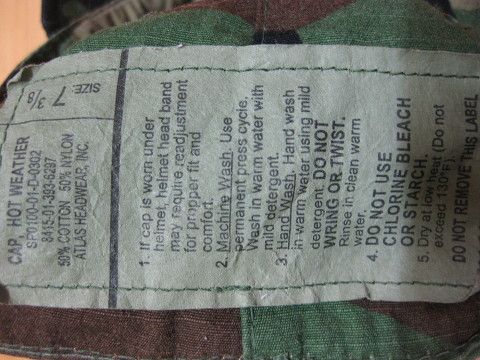 CAP, HOT WEATHER
SPO100-01-D-0302
8415-01-393-6297
50% COTTON 50% NYLON
ATLAS HEADWEAR, INC.
SIZE: 7 3/8
1. If cap is worn under
helmet, helmet head band
may require readjustment
for propper fit and
comfort.
2. Machine Wash. Use
permanent press cycle.
Wash in warm water with
mild detergent.
3. Hand Wash. Hand wash
in warm water using mild
detergent DO NOT
WRING OR TWIST.
Rinse in clean warm
water.
4. DO NOT USE
CHLORINE BLEACH
OR STARCH.
5. Dry at low heat (Do not
exceed 130°F).
DO NOT REMOVE THIS LABEL